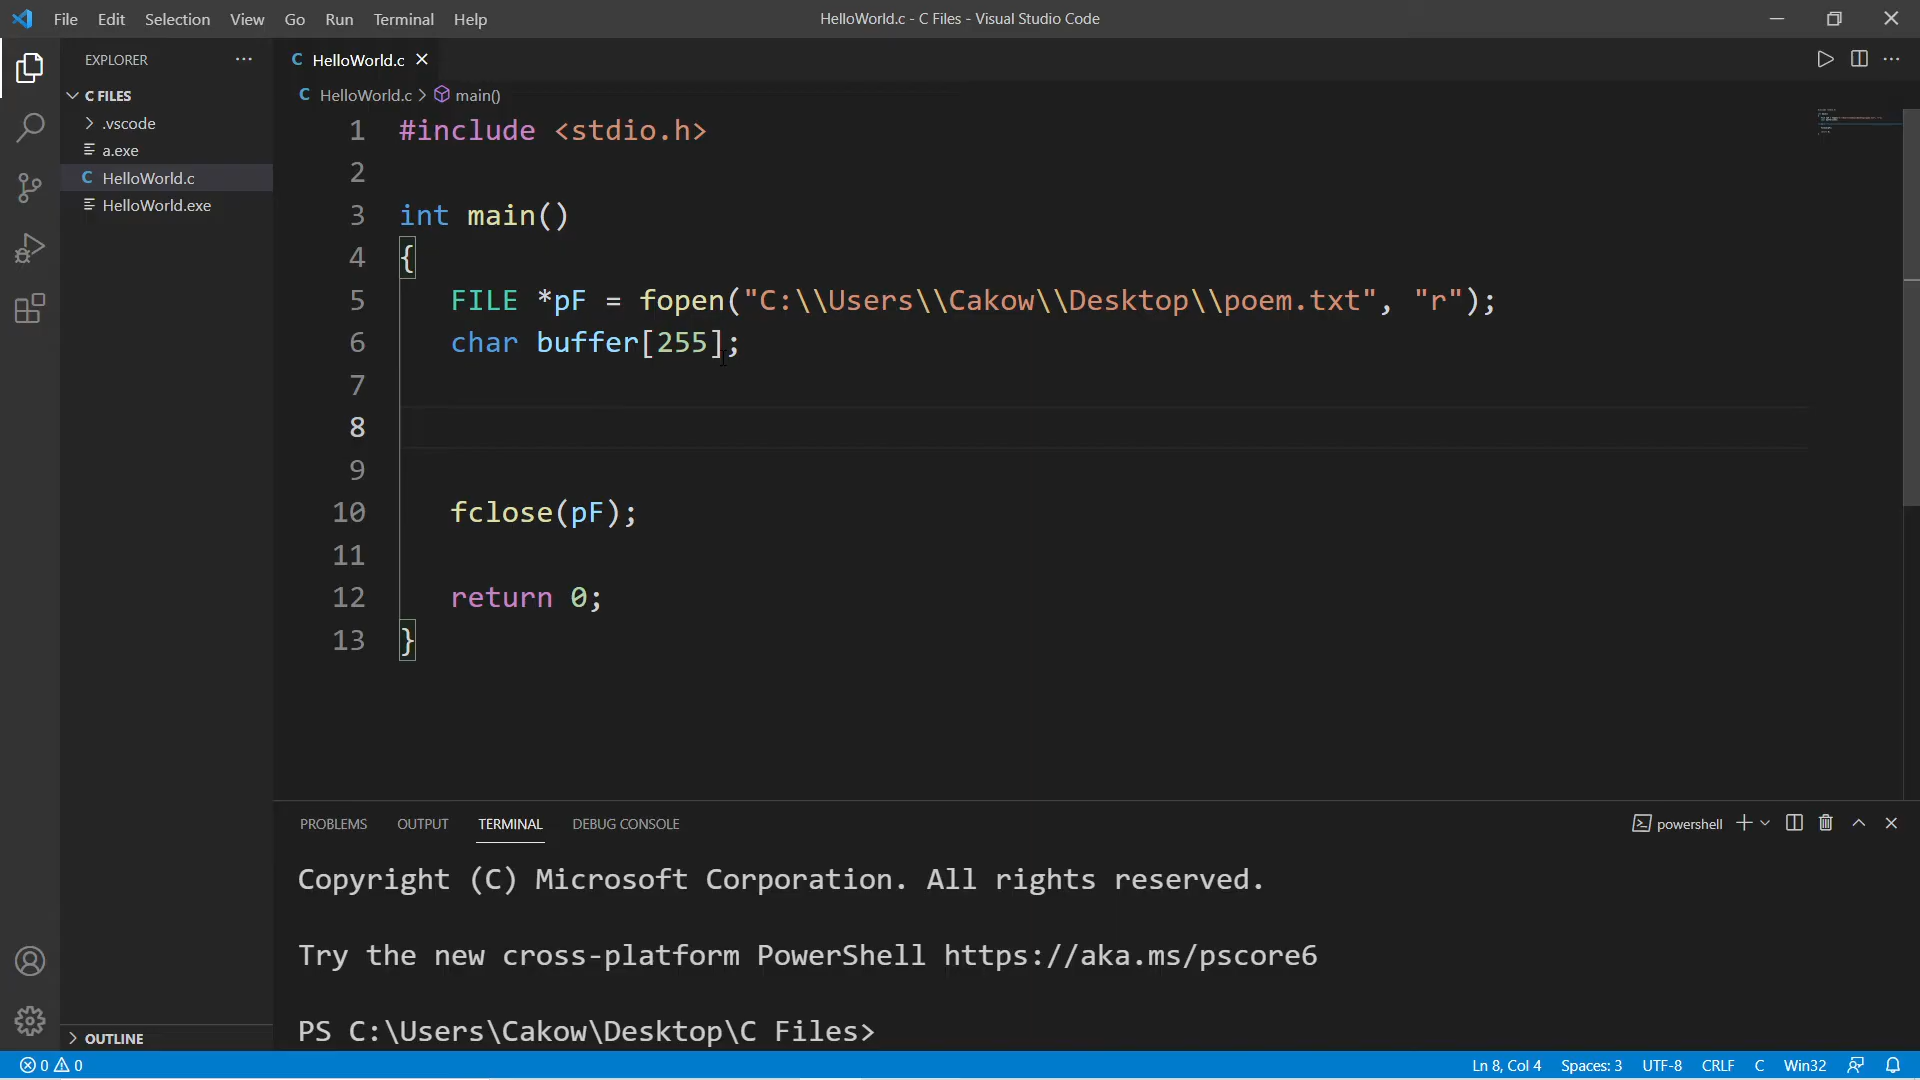 File Edit Selection View Go Run Terminal Help
HelloWorld.c - C Files - Visual Studio Code
EXPLORER
C FILES
.vscode
a.exe
C HelloWorld.c
HelloWorld.exe
OUTLINE
C HelloWorld.c
C HelloWorld.c > main()
1 #include <stdio.h>
2
3 int main()
4 {
5 FILE *pF = fopen("C:\\Users\\Cakow\\Desktop\\poem.txt", "r");
6 char buffer[255];
7
8
9
10 fclose(pF);
11
12 return 0;
13 }
PROBLEMS OUTPUT TERMINAL DEBUG CONSOLE
powershell
Copyright (C) Microsoft Corporation. All rights reserved.
Try the new cross-platform PowerShell https://aka.ms/pscore6
PS C:\Users\Cakow\Desktop\C Files>
0 0
Ln 8, Col 4 Spaces: 3 UTF-8 CRLF C Win32